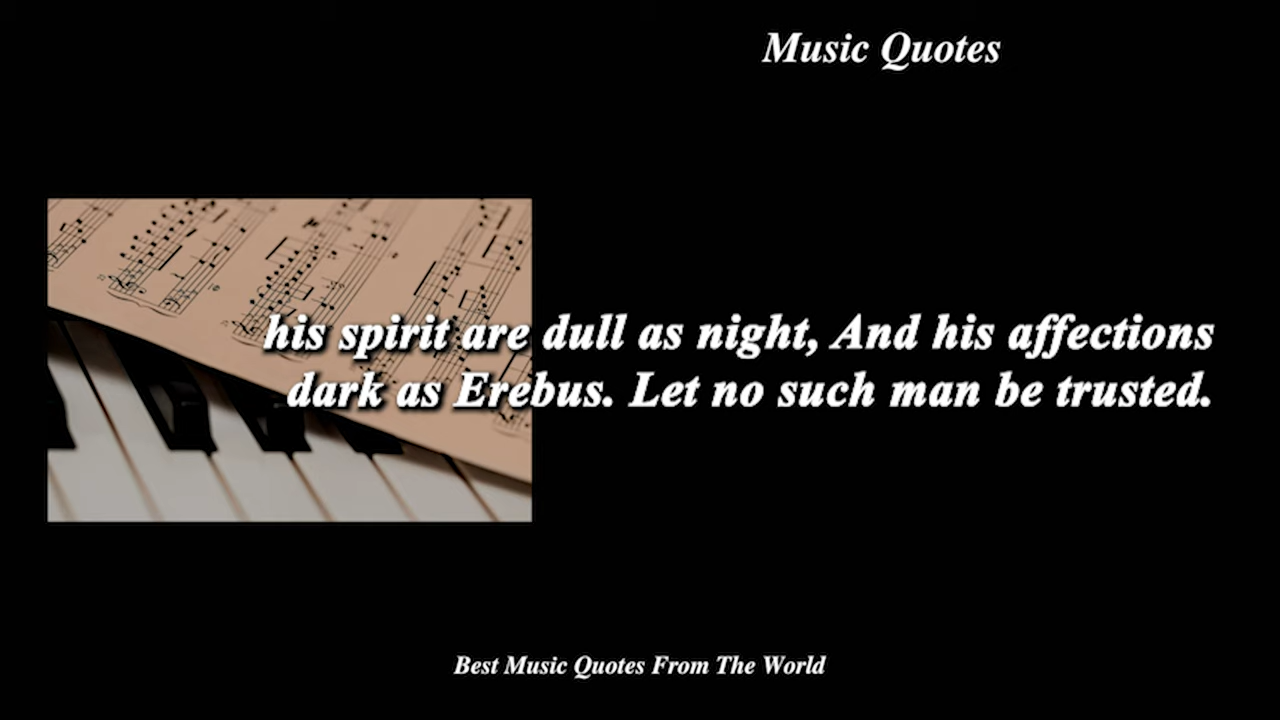 Music Quotes
his spirit are dull as night, And his affections
dark as Erebus. Let no such man be trusted.
Best Music Quotes From The World